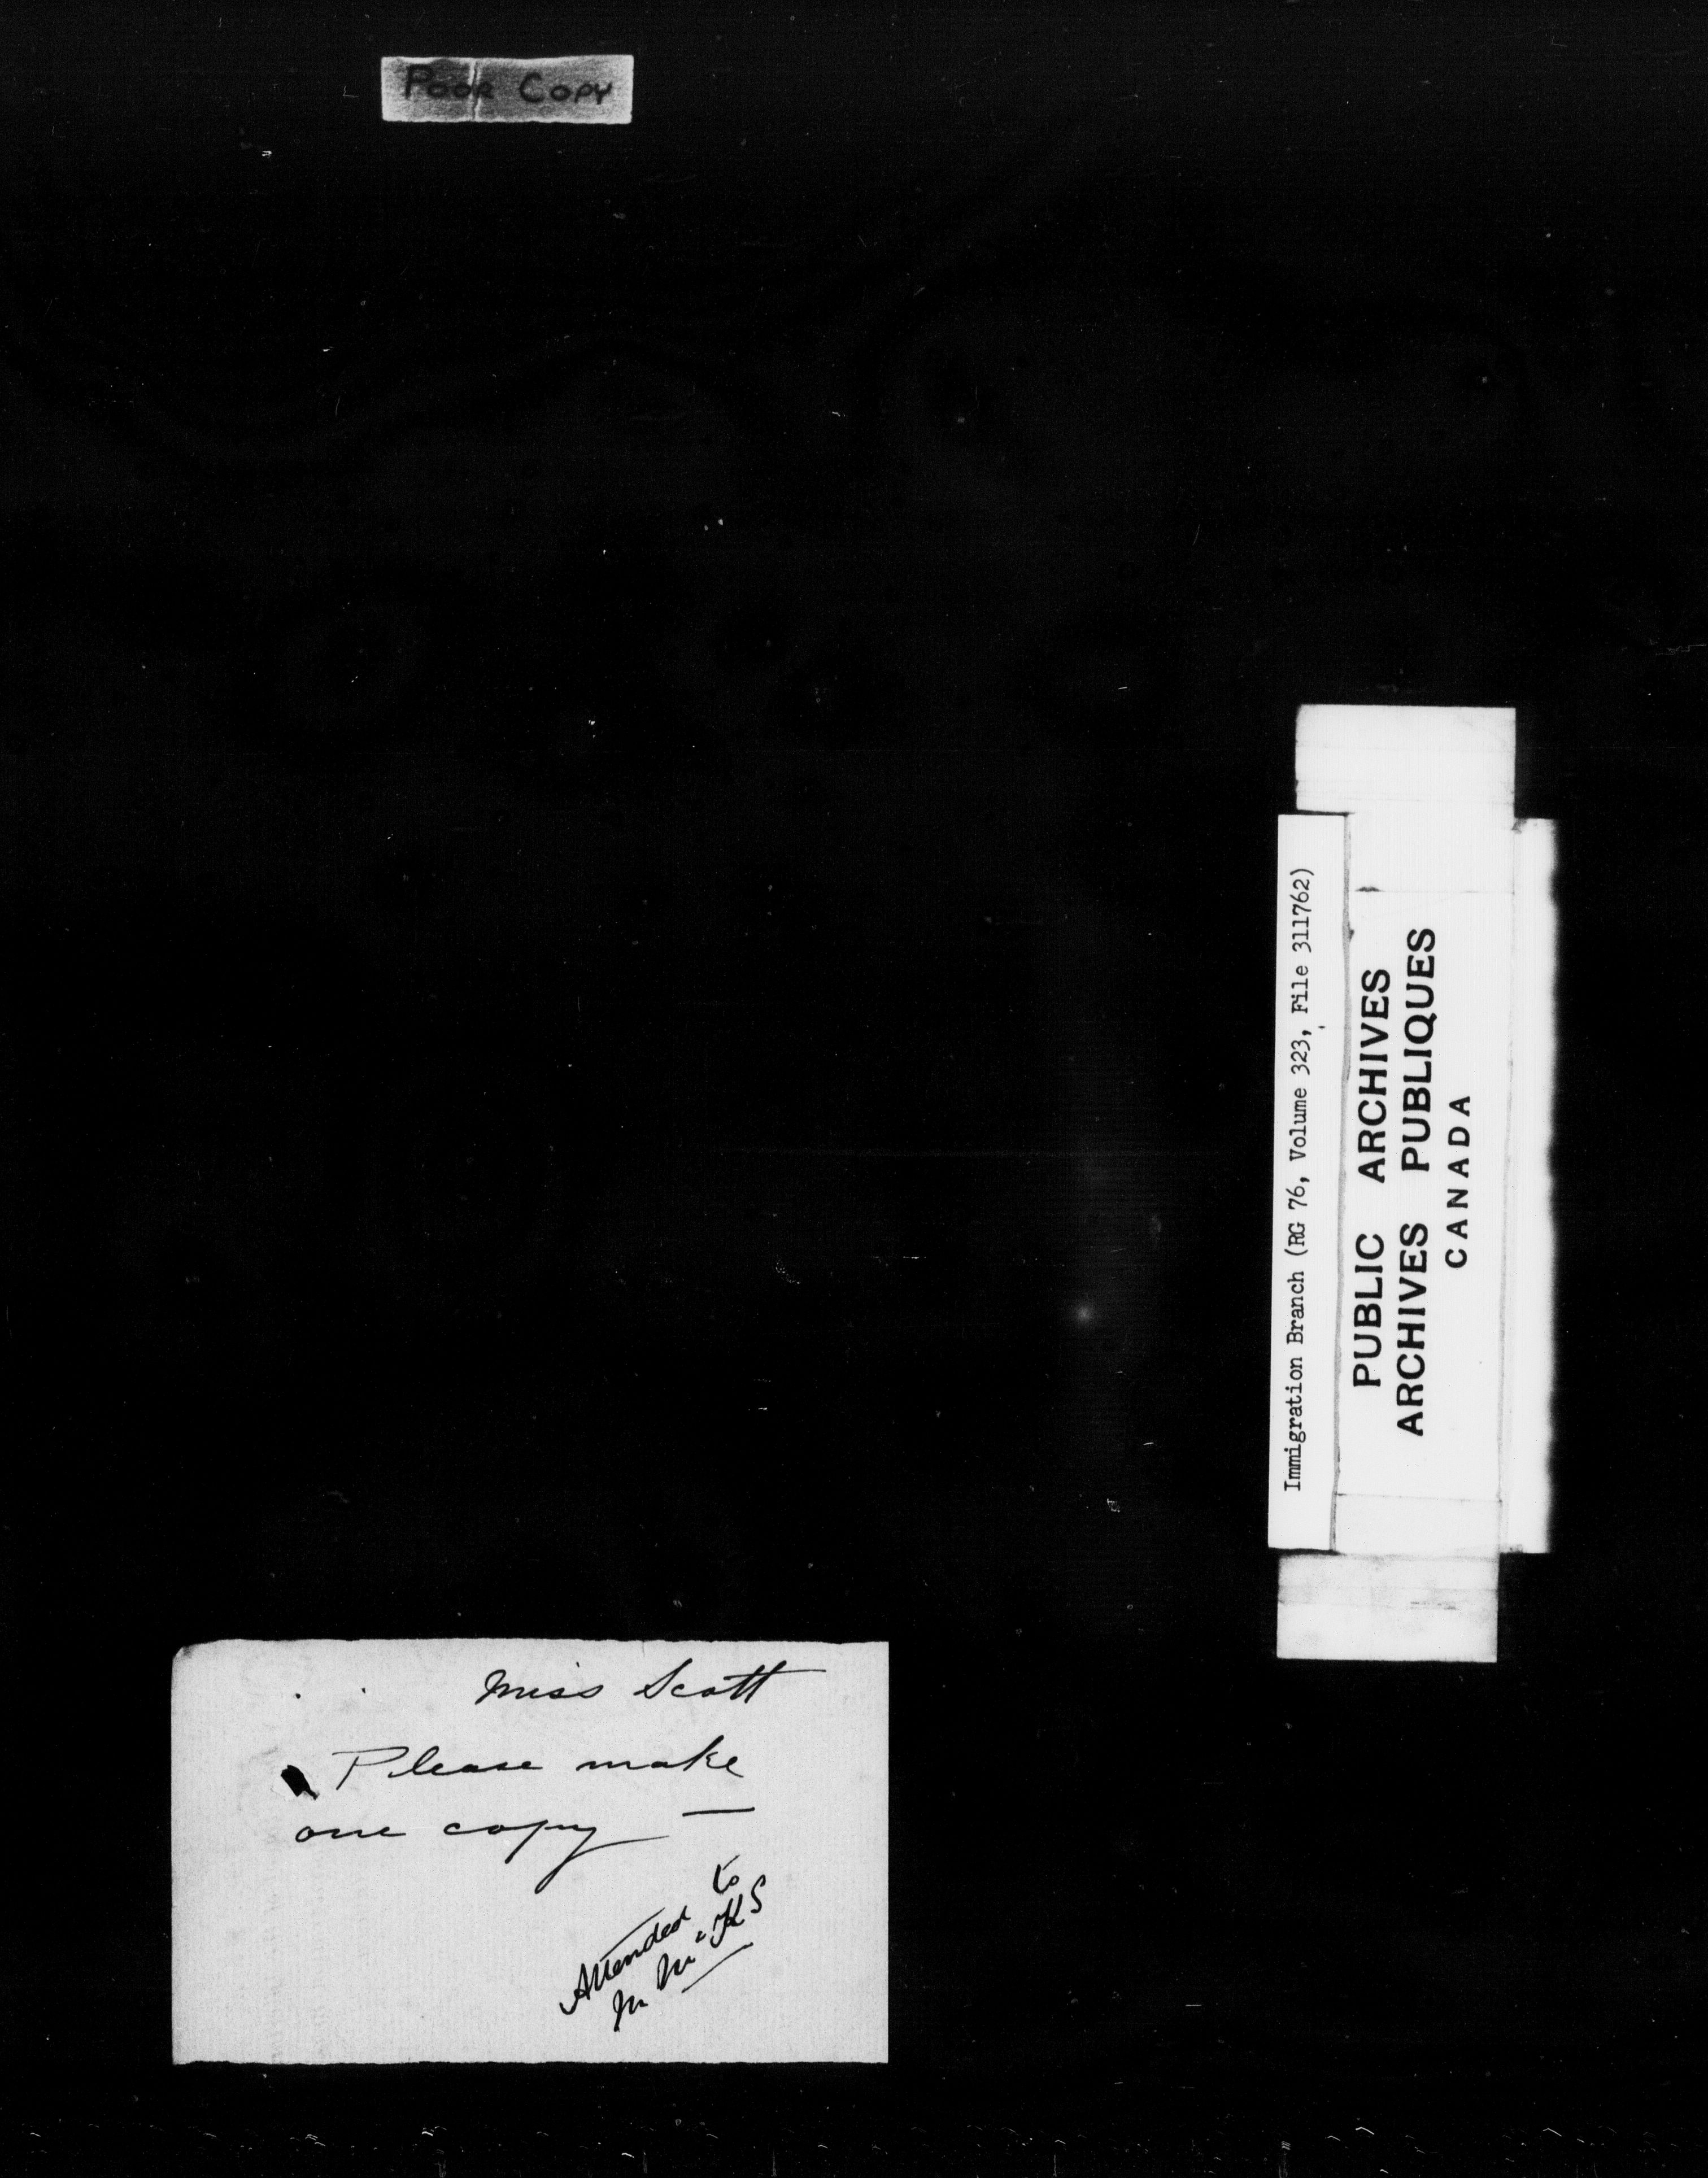 POOR COPY
Immigration Branch (RG 76, Volume 323, File 311762)
PUBLIC ARCHIVES
ARCHIVES PUBLIQUES
CANADA
Miss Scott
Please make
one copy —
Attended to
M McKS